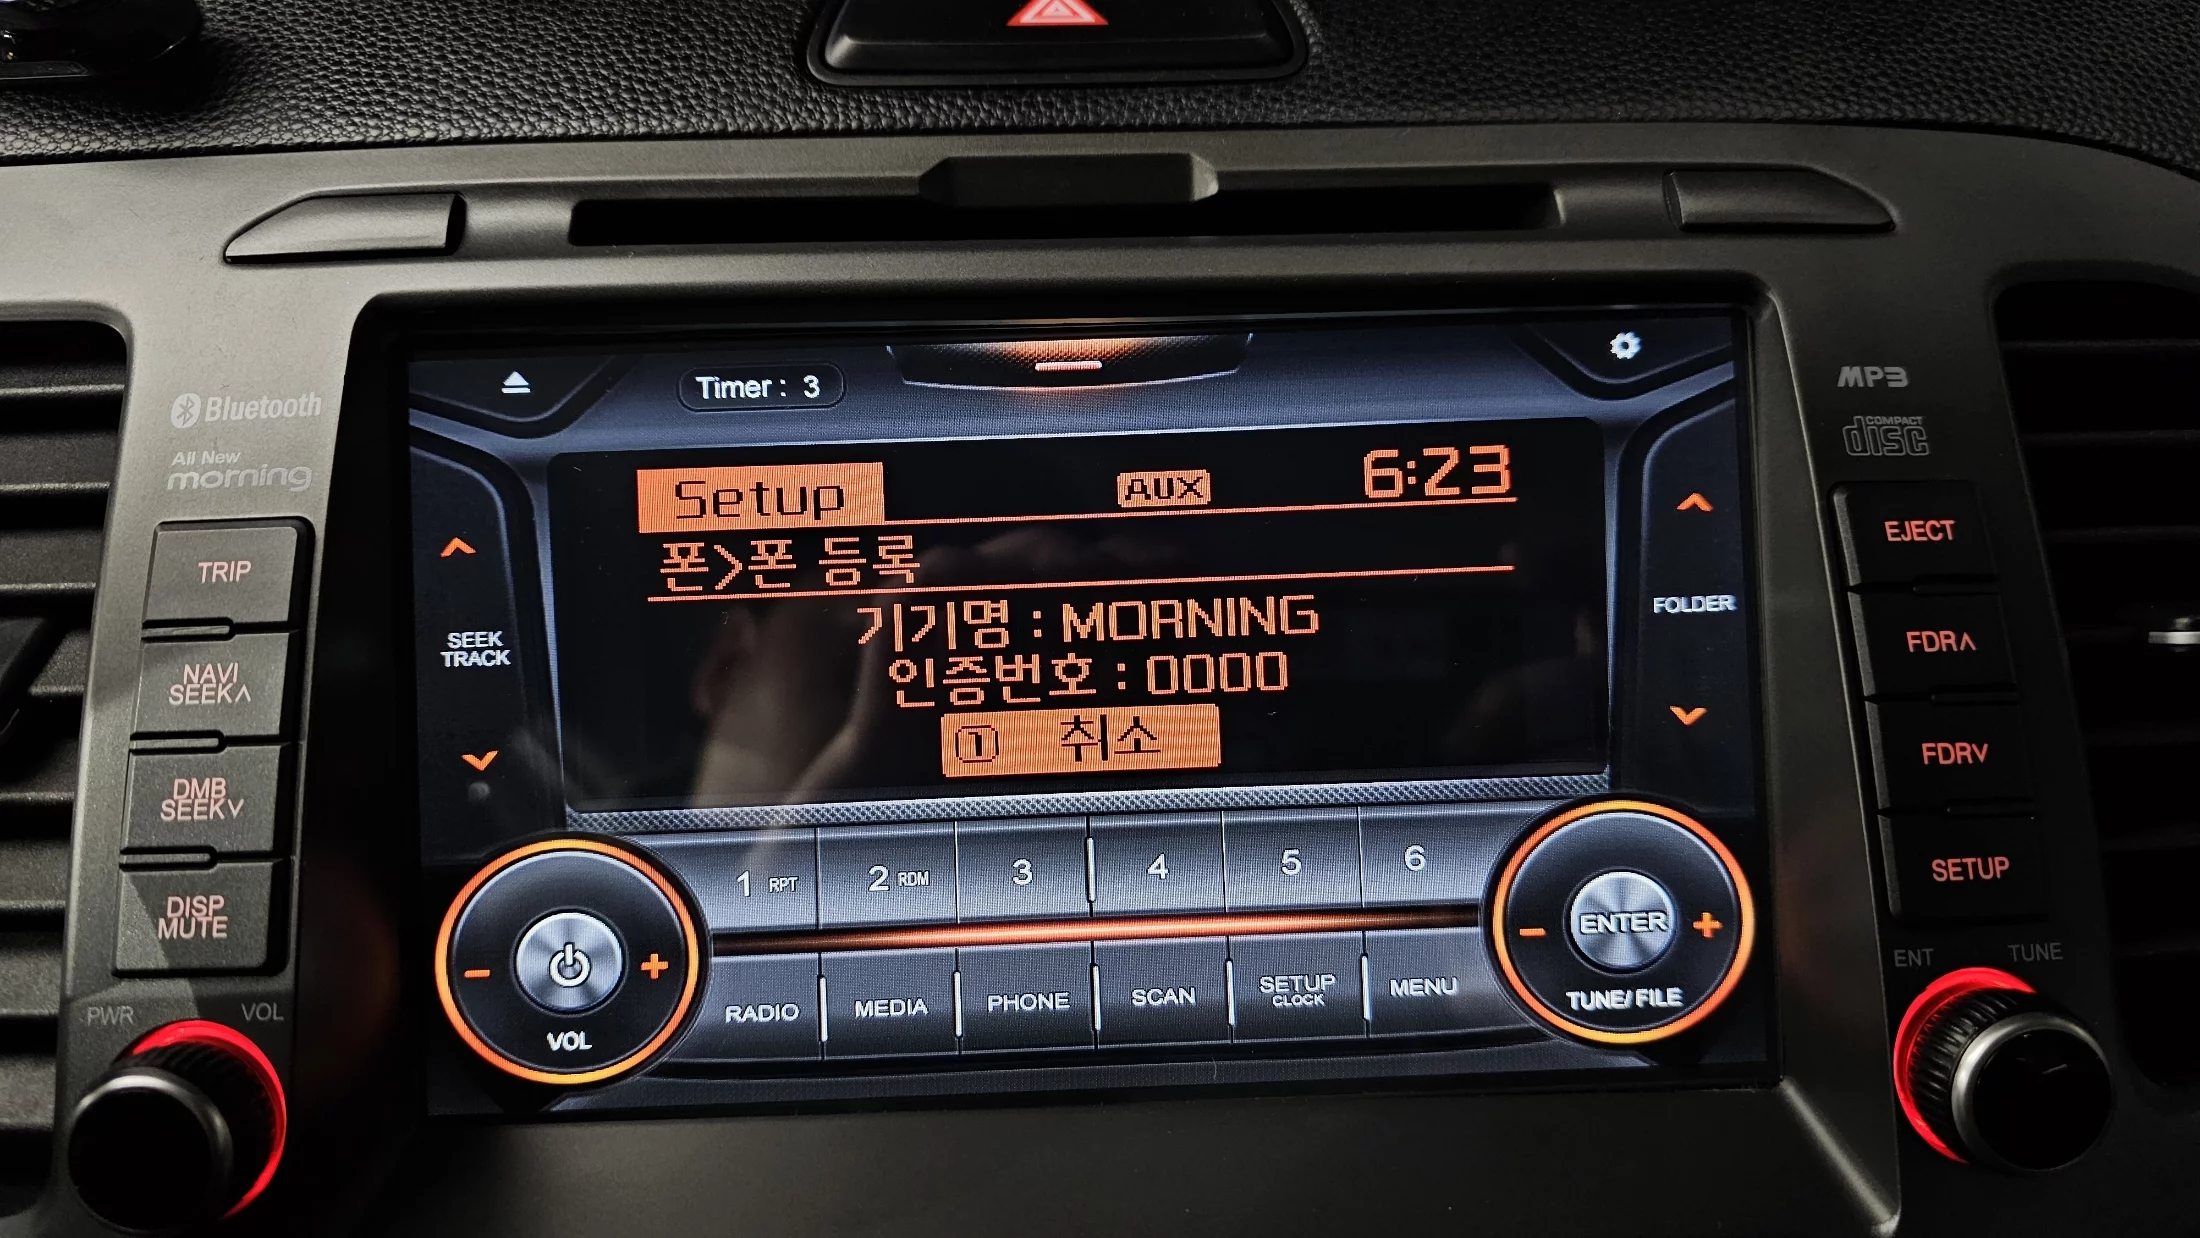 Bluetooth
All New
morning
TRIP
NAVI
SEEK∧
DMB
SEEK∨
DISP
MUTE
PWR VOL
Timer : 3
Setup AUX 6:23
폰>폰 등록
기기명 : MORNING
인증번호 : 0000
① 취소
SEEK
TRACK
FOLDER
1 RPT 2 RDM 3 4 5 6
RADIO MEDIA PHONE SCAN SETUP MENU
CLOCK
VOL
ENTER
TUNE/FILE
MP3
COMPACT
disc
EJECT
FDR∧
FDR∨
SETUP
ENT TUNE